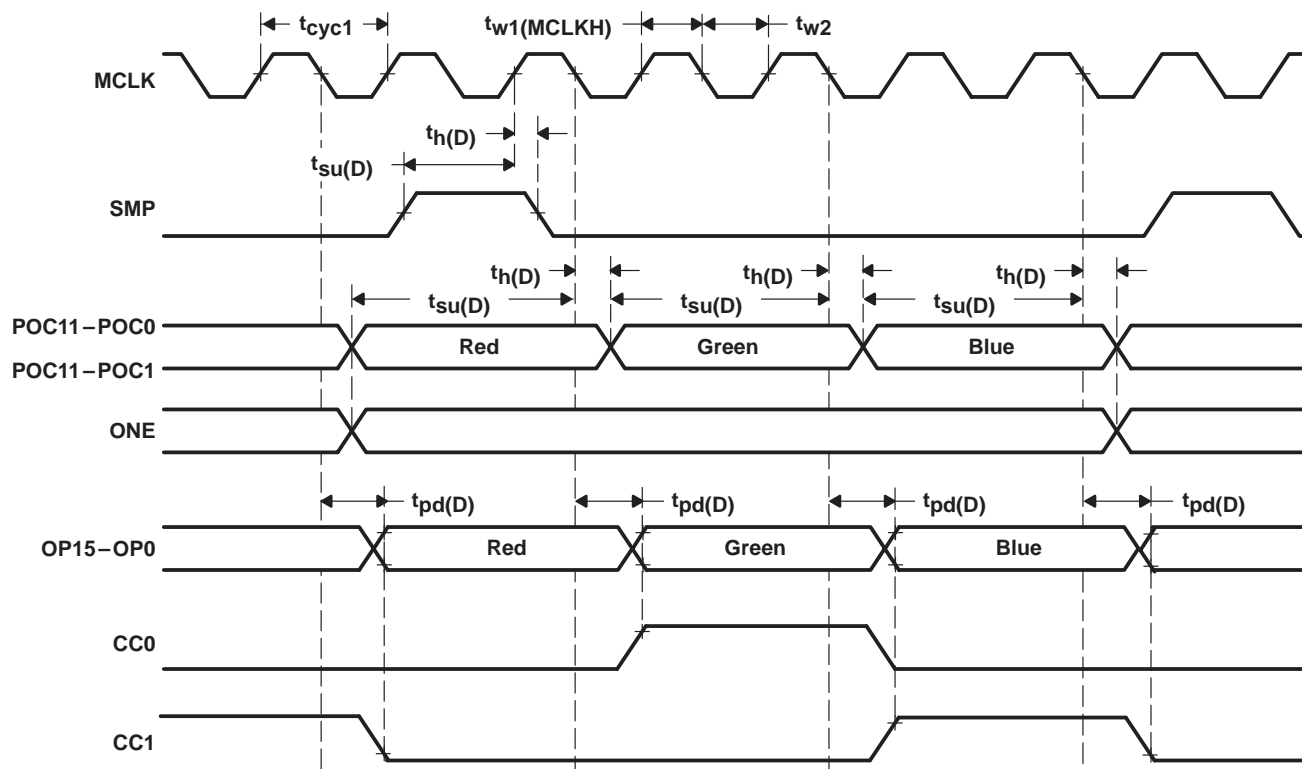 tcyc1 tw1(MCLKH) tw2
MCLK
th(D)
tsu(D)
SMP
th(D) th(D) th(D)
tsu(D) tsu(D) tsu(D)
POC11–POC0
Red Green Blue
POC11–POC1
ONE
tpd(D) tpd(D) tpd(D) tpd(D)
OP15–OP0 Red Green Blue
CC0
CC1